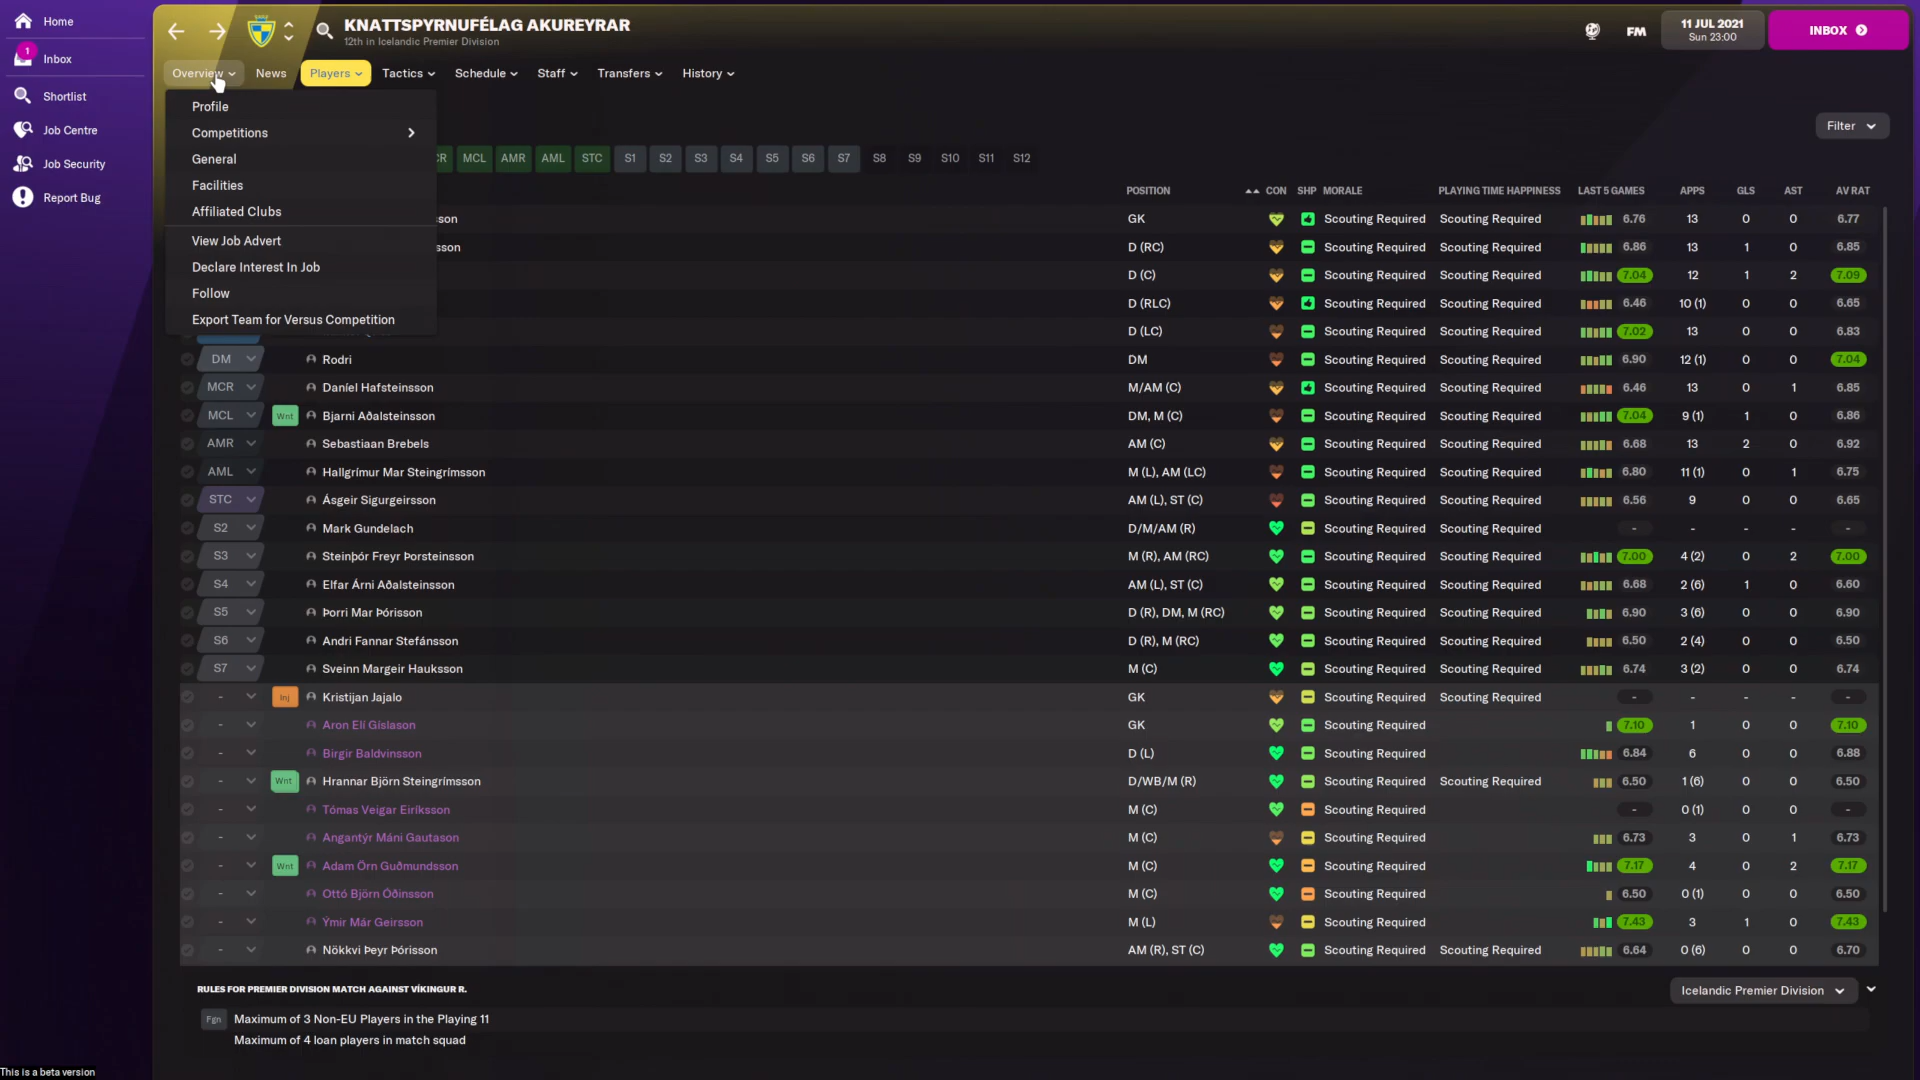 Home
1
Inbox
Shortlist
Job Centre
Job Security
Report Bug
KNATTSPYRNUFÉLAG AKUREYRAR
12th in Icelandic Premier Division
FM
11 JUL 2021
Sun 23:00
INBOX
Overview News Players Tactics Schedule Staff Transfers History
Profile
Competitions
General
Facilities
Affiliated Clubs
View Job Advert
Declare Interest In Job
Follow
Export Team for Versus Competition
Filter
CR MCL AMR AML STC S1 S2 S3 S4 S5 S6 S7 S8 S9 S10 S11 S12
POSITION CON SHP MORALE PLAYING TIME HAPPINESS LAST 5 GAMES APPS GLS AST AV RAT
son GK Scouting Required Scouting Required 6.76 13 0 0 6.77
sson D (RC) Scouting Required Scouting Required 6.86 13 1 0 6.85
D (C) Scouting Required Scouting Required 7.04 12 1 2 7.09
D (RLC) Scouting Required Scouting Required 6.46 10 (1) 0 0 6.65
D (LC) Scouting Required Scouting Required 7.02 13 0 0 6.83
DM Rodri DM Scouting Required Scouting Required 6.90 12 (1) 0 0 7.04
MCR Daníel Hafsteinsson M/AM (C) Scouting Required Scouting Required 6.46 13 0 1 6.85
MCL Wnt Bjarni Aðalsteinsson DM, M (C) Scouting Required Scouting Required 7.04 9 (1) 1 0 6.86
AMR Sebastiaan Brebels AM (C) Scouting Required Scouting Required 6.68 13 2 0 6.92
AML Hallgrímur Mar Steingrímsson M (L), AM (LC) Scouting Required Scouting Required 6.80 11 (1) 0 1 6.75
STC Ásgeir Sigurgeirsson AM (L), ST (C) Scouting Required Scouting Required 6.56 9 0 0 6.65
S2 Mark Gundelach D/M/AM (R) Scouting Required Scouting Required - - - - -
S3 Steinþór Freyr Þorsteinsson M (R), AM (RC) Scouting Required Scouting Required 7.00 4 (2) 0 2 7.00
S4 Elfar Árni Aðalsteinsson AM (L), ST (C) Scouting Required Scouting Required 6.68 2 (6) 1 0 6.60
S5 Þorri Mar Þórisson D (R), DM, M (RC) Scouting Required Scouting Required 6.90 3 (6) 0 0 6.90
S6 Andri Fannar Stefánsson D (R), M (RC) Scouting Required Scouting Required 6.50 2 (4) 0 0 6.50
S7 Sveinn Margeir Hauksson M (C) Scouting Required Scouting Required 6.74 3 (2) 0 0 6.74
- Inj Kristijan Jajalo GK Scouting Required Scouting Required - - - - -
- Aron Elí Gíslason GK Scouting Required 7.10 1 0 0 7.10
- Birgir Baldvinsson D (L) Scouting Required 6.84 6 0 0 6.88
- Wnt Hrannar Björn Steingrímsson D/WB/M (R) Scouting Required Scouting Required 6.50 1 (6) 0 0 6.50
- Tómas Veigar Eiríksson M (C) Scouting Required - 0 (1) 0 0 -
- Angantýr Máni Gautason M (C) Scouting Required 6.73 3 0 1 6.73
- Wnt Adam Örn Guðmundsson M (C) Scouting Required 7.17 4 0 2 7.17
- Ottó Björn Óðinsson M (C) Scouting Required 6.50 0 (1) 0 0 6.50
- Ýmir Már Geirsson M (L) Scouting Required 7.43 3 1 0 7.43
- Nökkvi Þeyr Þórisson AM (R), ST (C) Scouting Required Scouting Required 6.64 0 (6) 0 0 6.70
RULES FOR PREMIER DIVISION MATCH AGAINST VÍKINGUR R.
Icelandic Premier Division
Fgn Maximum of 3 Non-EU Players in the Playing 11
Maximum of 4 loan players in match squad
This is a beta version